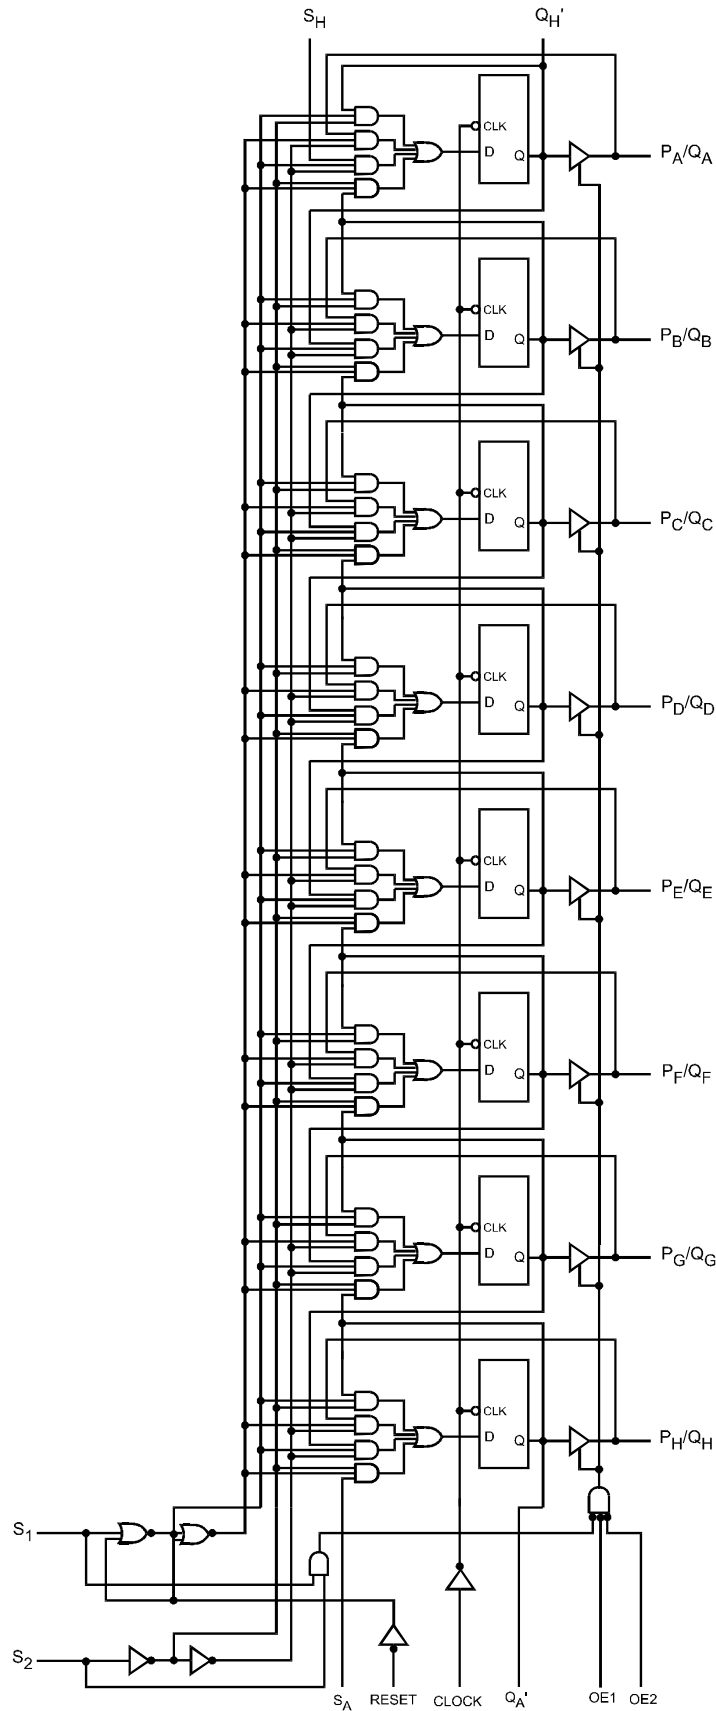 S_H Q_H'
CLK
D Q P_A/Q_A
CLK
D Q P_B/Q_B
CLK
D Q P_C/Q_C
CLK
D Q P_D/Q_D
CLK
D Q P_E/Q_E
CLK
D Q P_F/Q_F
CLK
D Q P_G/Q_G
CLK
D Q P_H/Q_H
S_1
S_2
S_A RESET CLOCK Q_A' OE1 OE2